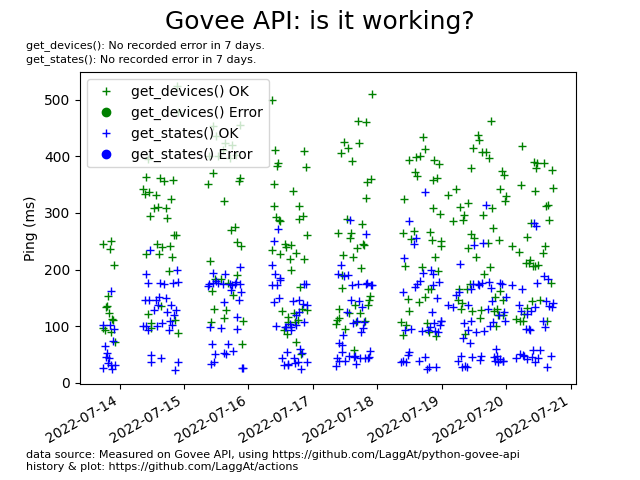 Govee API: is it working?
get_devices(): No recorded error in 7 days.
get_states(): No recorded error in 7 days.
get_devices() OK
get_devices() Error
get_states() OK
get_states() Error
Ping (ms)
500
400
300
200
100
0
2022-07-14
2022-07-15
2022-07-16
2022-07-17
2022-07-18
2022-07-19
2022-07-20
2022-07-21
data source: Measured on Govee API, using https://github.com/LaggAt/python-govee-api
history & plot: https://github.com/LaggAt/actions